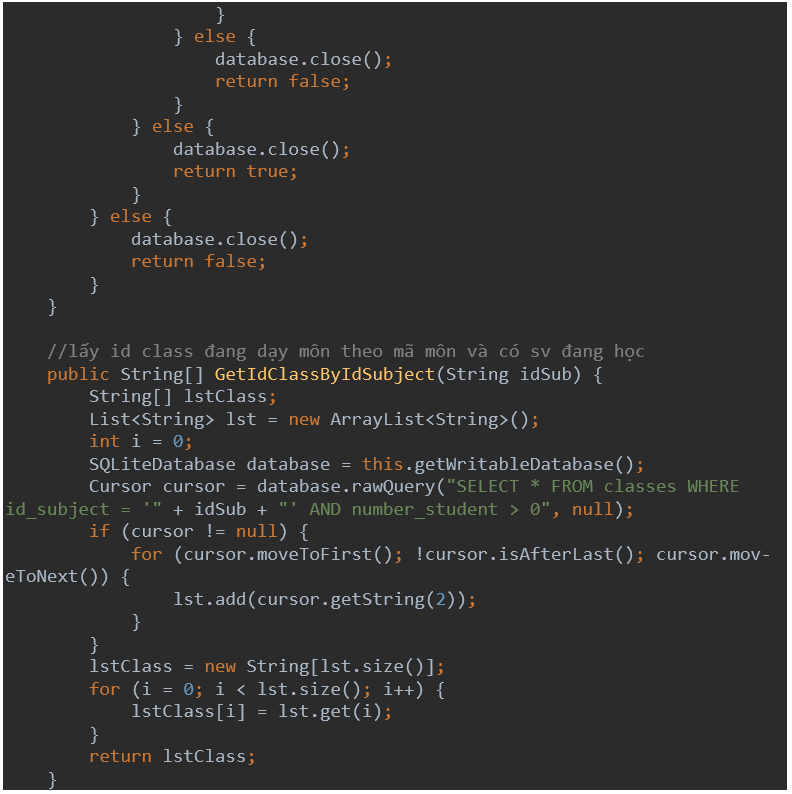 }
                } else {
                    database.close();
                    return false;
                }
            } else {
                database.close();
                return true;
            }
        } else {
            database.close();
            return false;
        }
    }

    //lấy id class đang dạy môn theo mã môn và có sv đang học
    public String[] GetIdClassByIdSubject(String idSub) {
        String[] lstClass;
        List<String> lst = new ArrayList<String>();
        int i = 0;
        SQLiteDatabase database = this.getWritableDatabase();
        Cursor cursor = database.rawQuery("SELECT * FROM classes WHERE
id_subject = '" + idSub + "' AND number_student > 0", null);
        if (cursor != null) {
            for (cursor.moveToFirst(); !cursor.isAfterLast(); cursor.mov-
eToNext()) {
                lst.add(cursor.getString(2));
            }
        }
        lstClass = new String[lst.size()];
        for (i = 0; i < lst.size(); i++) {
            lstClass[i] = lst.get(i);
        }
        return lstClass;
    }